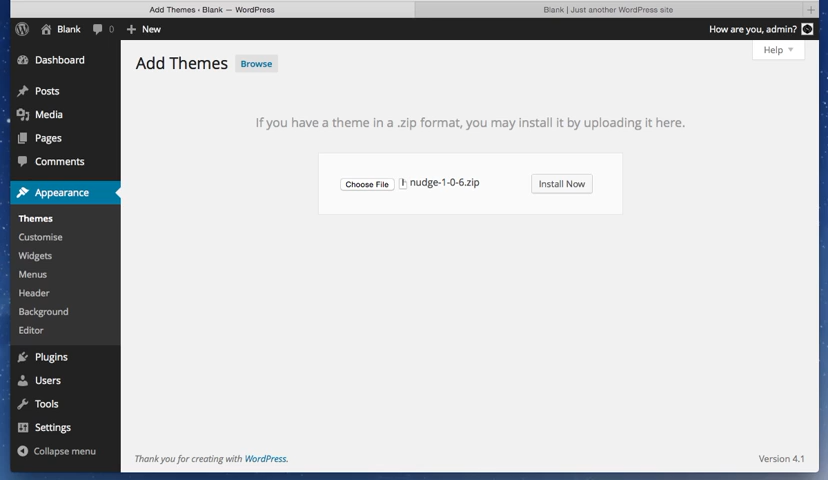 Add Themes ‹ Blank — WordPress
Blank | Just another WordPress site
+
Blank 0 + New
How are you, admin?
Help
Add Themes Browse
Dashboard
Posts
Media
Pages
Comments
Appearance
Themes
Customise
Widgets
Menus
Header
Background
Editor
Plugins
Users
Tools
Settings
Collapse menu
If you have a theme in a .zip format, you may install it by uploading it here.
Choose File nudge-1-0-6.zip Install Now
Thank you for creating with WordPress.
Version 4.1